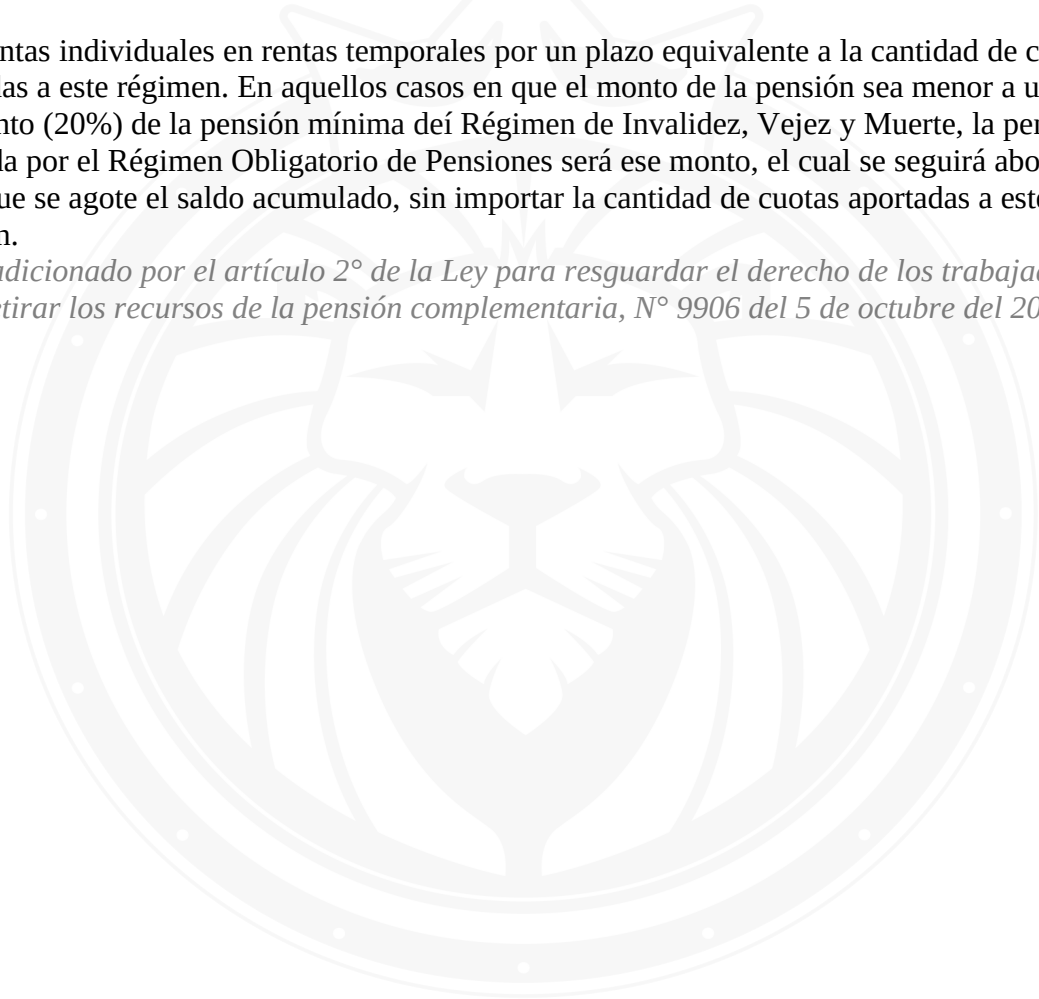 ntas individuales en rentas temporales por un plazo equivalente a la cantidad de c
las a este régimen. En aquellos casos en que el monto de la pensión sea menor a u
nto (20%) de la pensión mínima deí Régimen de Invalidez, Vejez y Muerte, la per
da por el Régimen Obligatorio de Pensiones será ese monto, el cual se seguirá abo
ue se agote el saldo acumulado, sin importar la cantidad de cuotas aportadas a este
n.
adicionado por el artículo 2° de la Ley para resguardar el derecho de los trabajad
etirar los recursos de la pensión complementaria, N° 9906 del 5 de octubre del 20